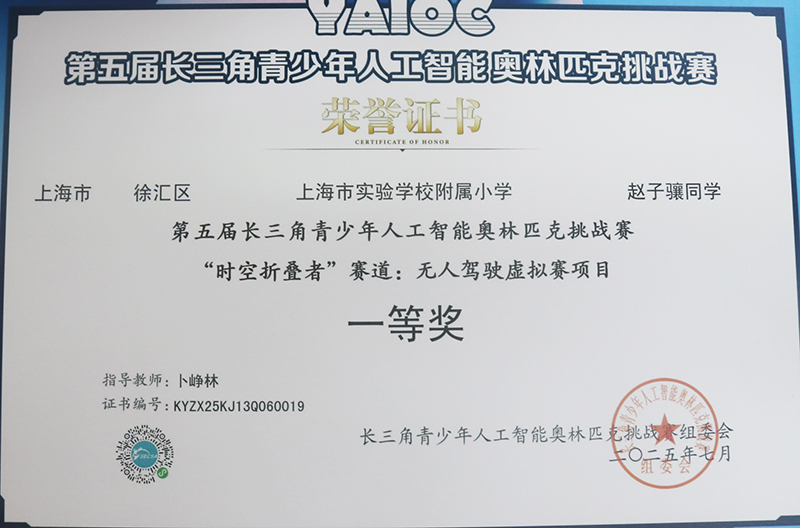 YAIOC
第五届长三角青少年人工智能奥林匹克挑战赛
荣誉证书
CERTIFICATE OF HONOR
上海市 徐汇区 上海市实验学校附属小学 赵子骧同学
第五届长三角青少年人工智能奥林匹克挑战赛
“时空折叠者”赛道：无人驾驶虚拟赛项目
一等奖
指导教师：卜峥林
证书编号：KYZX25KJ13Q060019
长三角青少年人工智能奥林匹克挑战赛组委会
二〇二五年七月
组委会